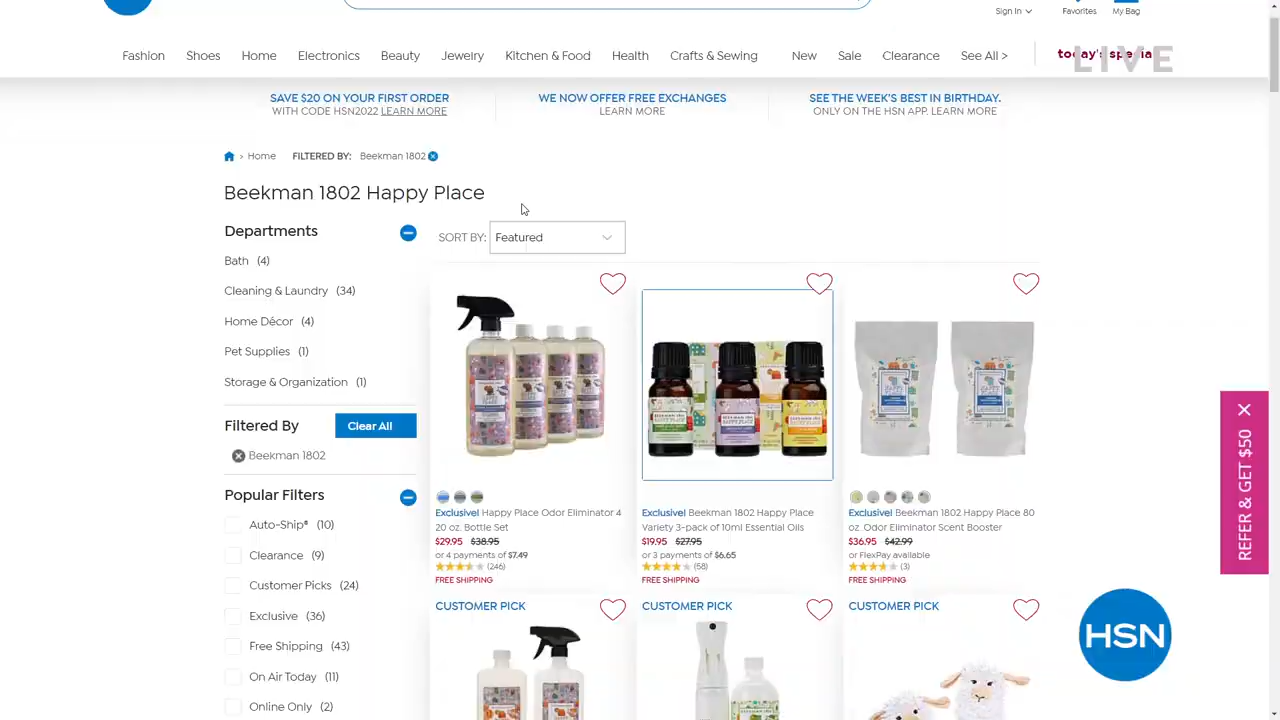 Sign In
Favorites
My Bag
Fashion
Shoes
Home
Electronics
Beauty
Jewelry
Kitchen & Food
Health
Crafts & Sewing
New
Sale
Clearance
See All >
today's specia
LIVE
SAVE $20 ON YOUR FIRST ORDER
WITH CODE HSN2022 LEARN MORE
WE NOW OFFER FREE EXCHANGES
LEARN MORE
SEE THE WEEK'S BEST IN BIRTHDAY.
ONLY ON THE HSN APP. LEARN MORE
> Home FILTERED BY: Beekman 1802
Beekman 1802 Happy Place
Departments
Bath (4)
Cleaning & Laundry (34)
Home Décor (4)
Pet Supplies (1)
Storage & Organization (1)
Filtered By
Clear All
Beekman 1802
Popular Filters
Auto-Ship® (10)
Clearance (9)
Customer Picks (24)
Exclusive (36)
Free Shipping (43)
On Air Today (11)
Online Only (2)
SORT BY: Featured
Exclusive! Happy Place Odor Eliminator 4
20 oz. Bottle Set
$29.95 $38.95
or 4 payments of $7.49
(246)
FREE SHIPPING
Exclusive! Beekman 1802 Happy Place
Variety 3-pack of 10ml Essential Oils
$19.95 $27.95
or 3 payments of $6.65
(58)
FREE SHIPPING
Exclusive! Beekman 1802 Happy Place 80
oz. Odor Eliminator Scent Booster
$36.95 $42.99
or FlexPay available
(3)
FREE SHIPPING
CUSTOMER PICK
CUSTOMER PICK
CUSTOMER PICK
REFER & GET $50
HSN